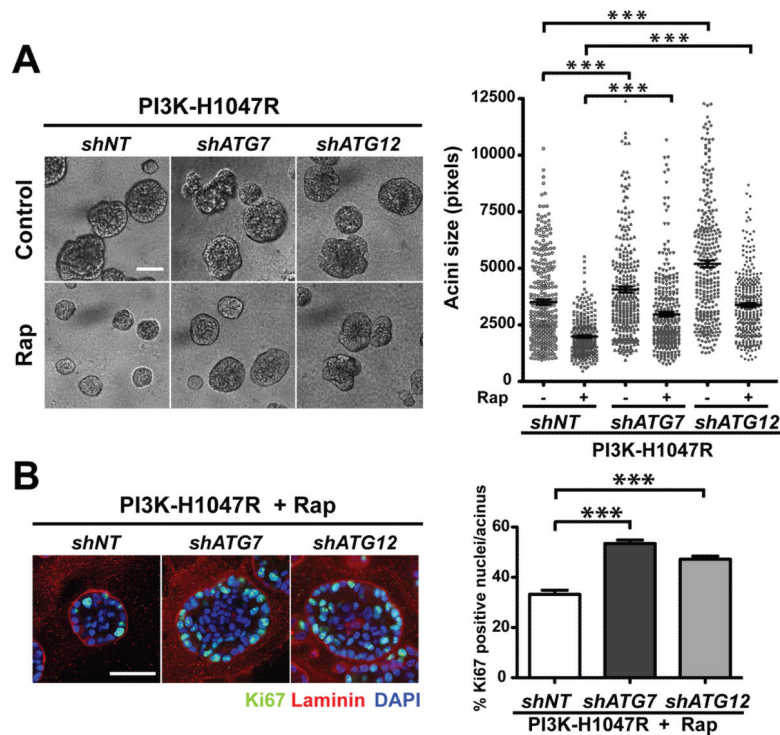 A
PI3K-H1047R
shNT shATG7 shATG12
Control
Rap
*** 
***
***
***
Acini size (pixels)
12500
10000
7500
5000
2500
0
Rap - + - + - +
shNT shATG7 shATG12
PI3K-H1047R
B
PI3K-H1047R + Rap
shNT shATG7 shATG12
Ki67 Laminin DAPI
***
***
% Ki67 positive nuclei/acinus
60
40
20
0
shNT shATG7 shATG12
PI3K-H1047R + Rap